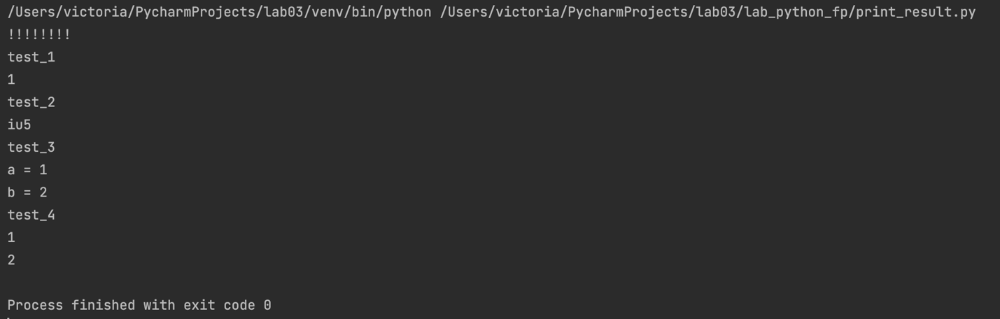 /Users/victoria/PycharmProjects/lab03/venv/bin/python /Users/victoria/PycharmProjects/lab03/lab_python_fp/print_result.py
!!!!!!!!
test_1
1
test_2
iu5
test_3
a = 1
b = 2
test_4
1
2
Process finished with exit code 0